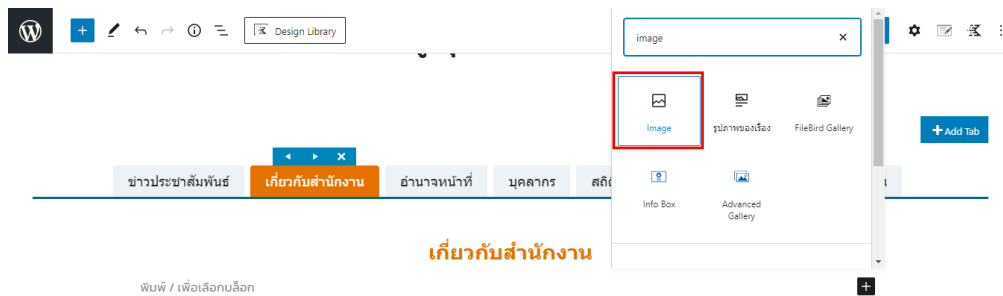 Design Library
image
Image
รูปภาพของเรื่อง
FileBird Gallery
Add Tab
ข่าวประชาสัมพันธ์
เกี่ยวกับสำนักงาน
อำนาจหน้าที่
บุคลากร
Info Box
Advanced
Gallery
เกี่ยวกับสำนักงาน
พิมพ์ / เพื่อเลือกบล็อก